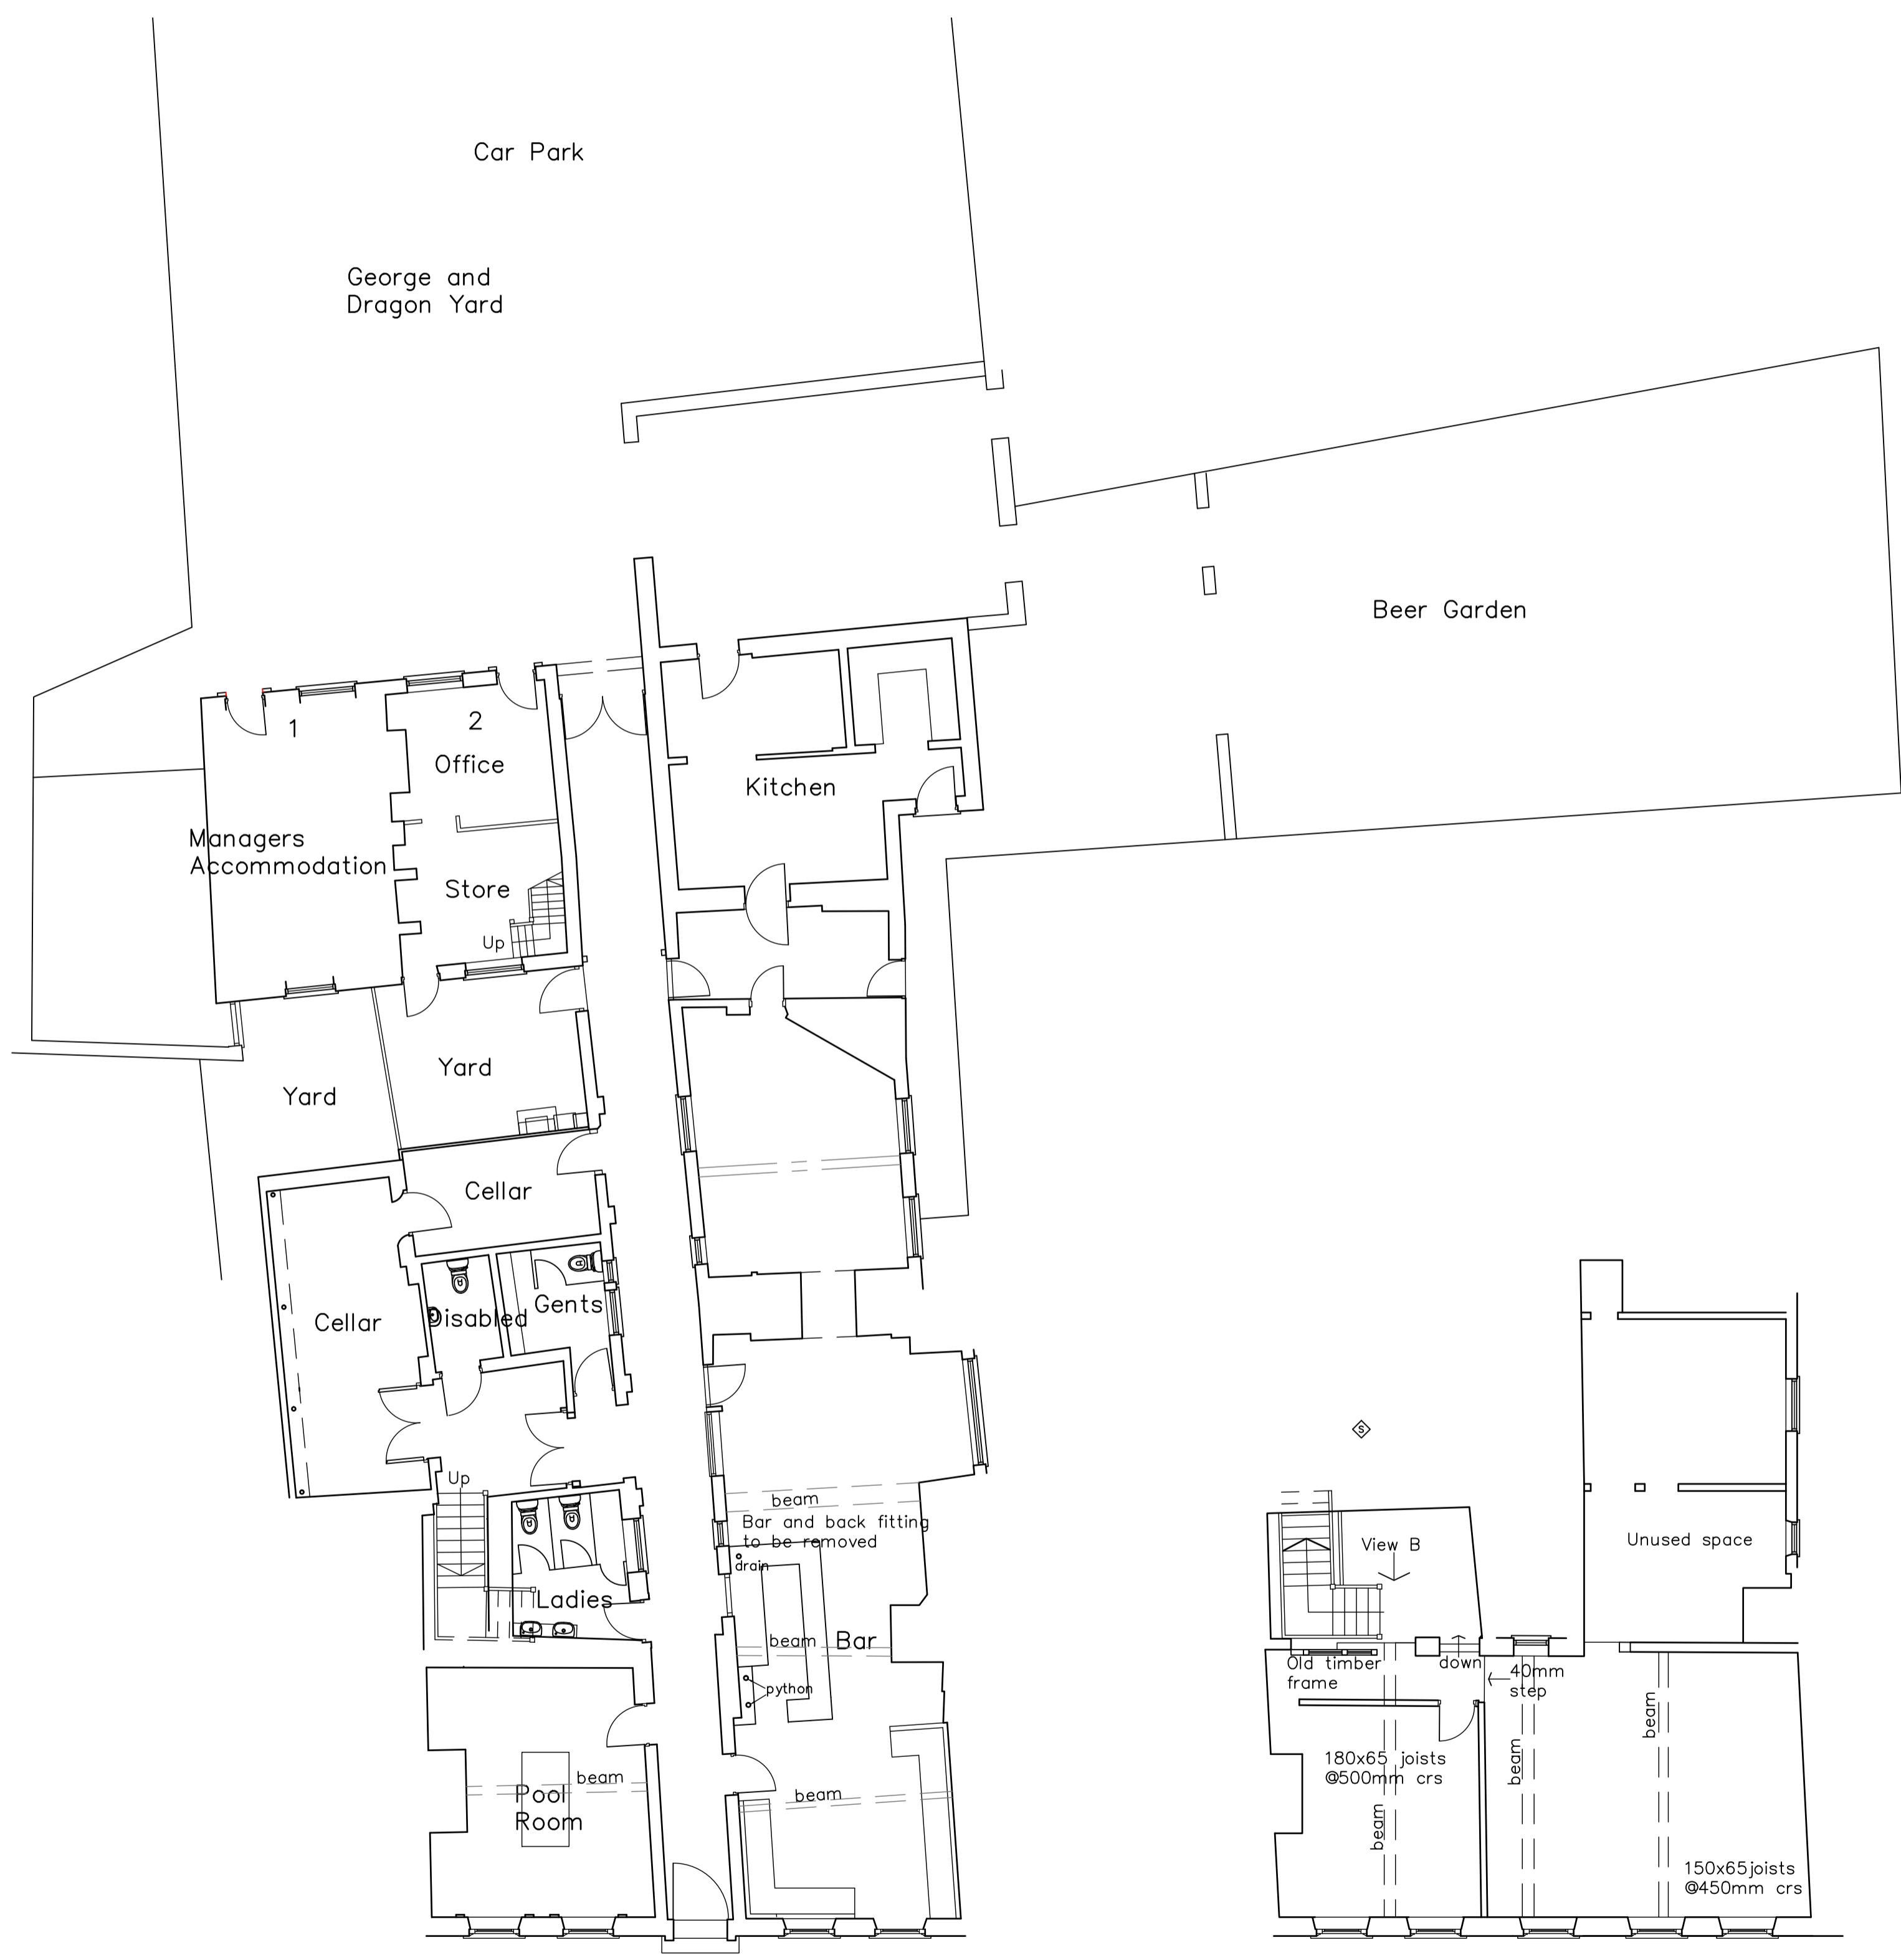 Car Park
George and
Dragon Yard
Beer Garden
1
2
Office
Kitchen
Managers
Accommodation
Store
Up
Yard
Yard
Cellar
Cellar
Disabled
Gents
Up
beam
Bar and back fitting
to be removed
drain
Ladies
beam
Bar
python
beam
Pool
Room
beam
S
View B
Unused space
Old timber
frame
down
40mm
step
beam
beam
180x65 joists
@500mm crs
beam
150x65joists
@450mm crs